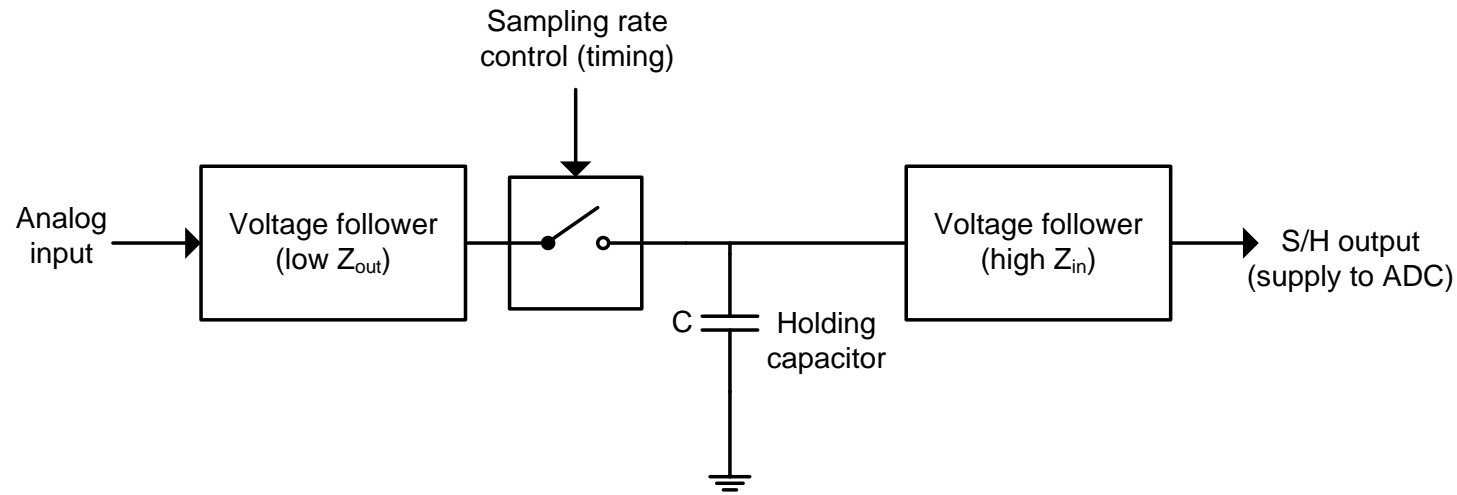 Sampling rate
control (timing)
Analog
input
Voltage follower
(low Zout)
Voltage follower
(high Zin)
S/H output
(supply to ADC)
C
Holding
capacitor